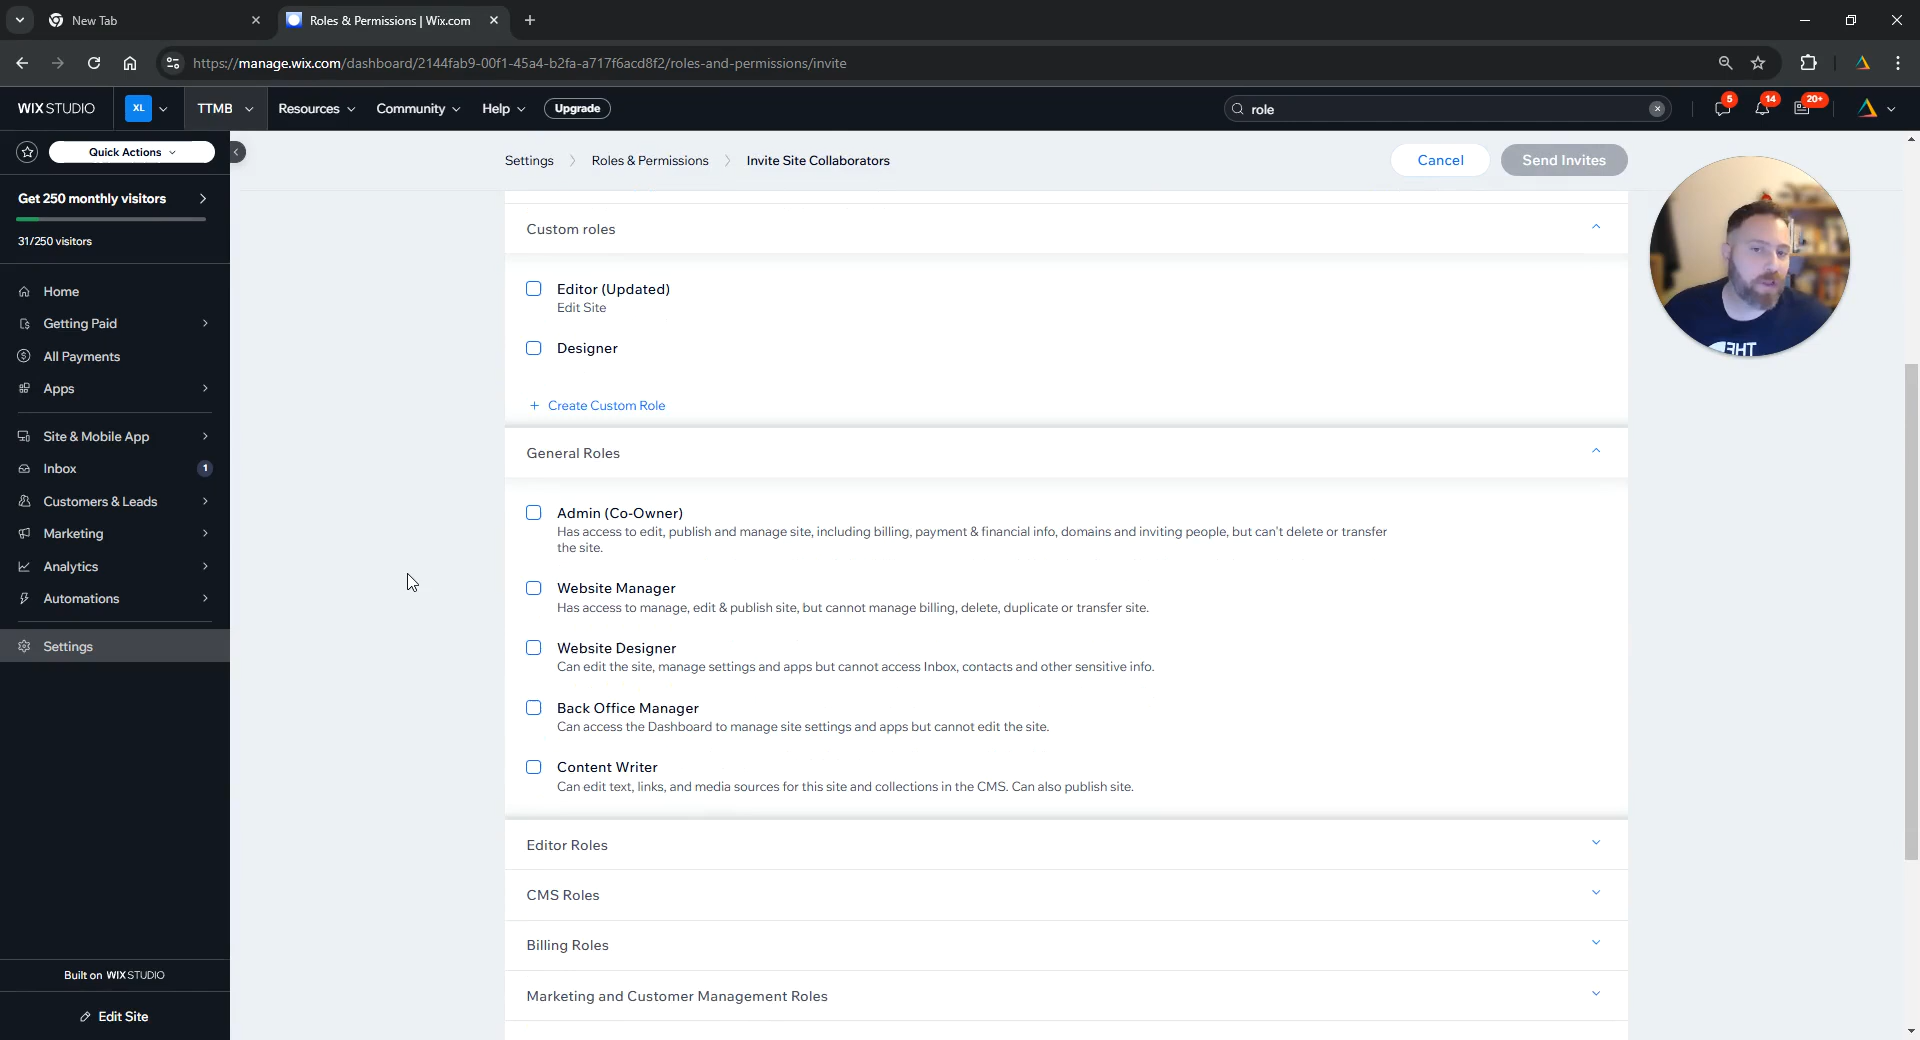 New Tab
Roles & Permissions | Wix.com
https://manage.wix.com/dashboard/2144fab9-00f1-45a4-b2fa-a717f6acd8f2/roles-and-permissions/invite
WIX STUDIO
XL
TTMB
Resources
Community
Help
Upgrade
role
5
14
20+
Quick Actions
Settings
Roles & Permissions
Invite Site Collaborators
Cancel
Send Invites
Get 250 monthly visitors
31/250 visitors
Home
Getting Paid
All Payments
Apps
Site & Mobile App
Inbox
1
Customers & Leads
Marketing
Analytics
Automations
Settings
Built on WIX STUDIO
Edit Site
Custom roles
Editor (Updated)
Edit Site
Designer
+ Create Custom Role
General Roles
Admin (Co-Owner)
Has access to edit, publish and manage site, including billing, payment & financial info, domains and inviting people, but can't delete or transfer
the site.
Website Manager
Has access to manage, edit & publish site, but cannot manage billing, delete, duplicate or transfer site.
Website Designer
Can edit the site, manage settings and apps but cannot access Inbox, contacts and other sensitive info.
Back Office Manager
Can access the Dashboard to manage site settings and apps but cannot edit the site.
Content Writer
Can edit text, links, and media sources for this site and collections in the CMS. Can also publish site.
Editor Roles
CMS Roles
Billing Roles
Marketing and Customer Management Roles
THE